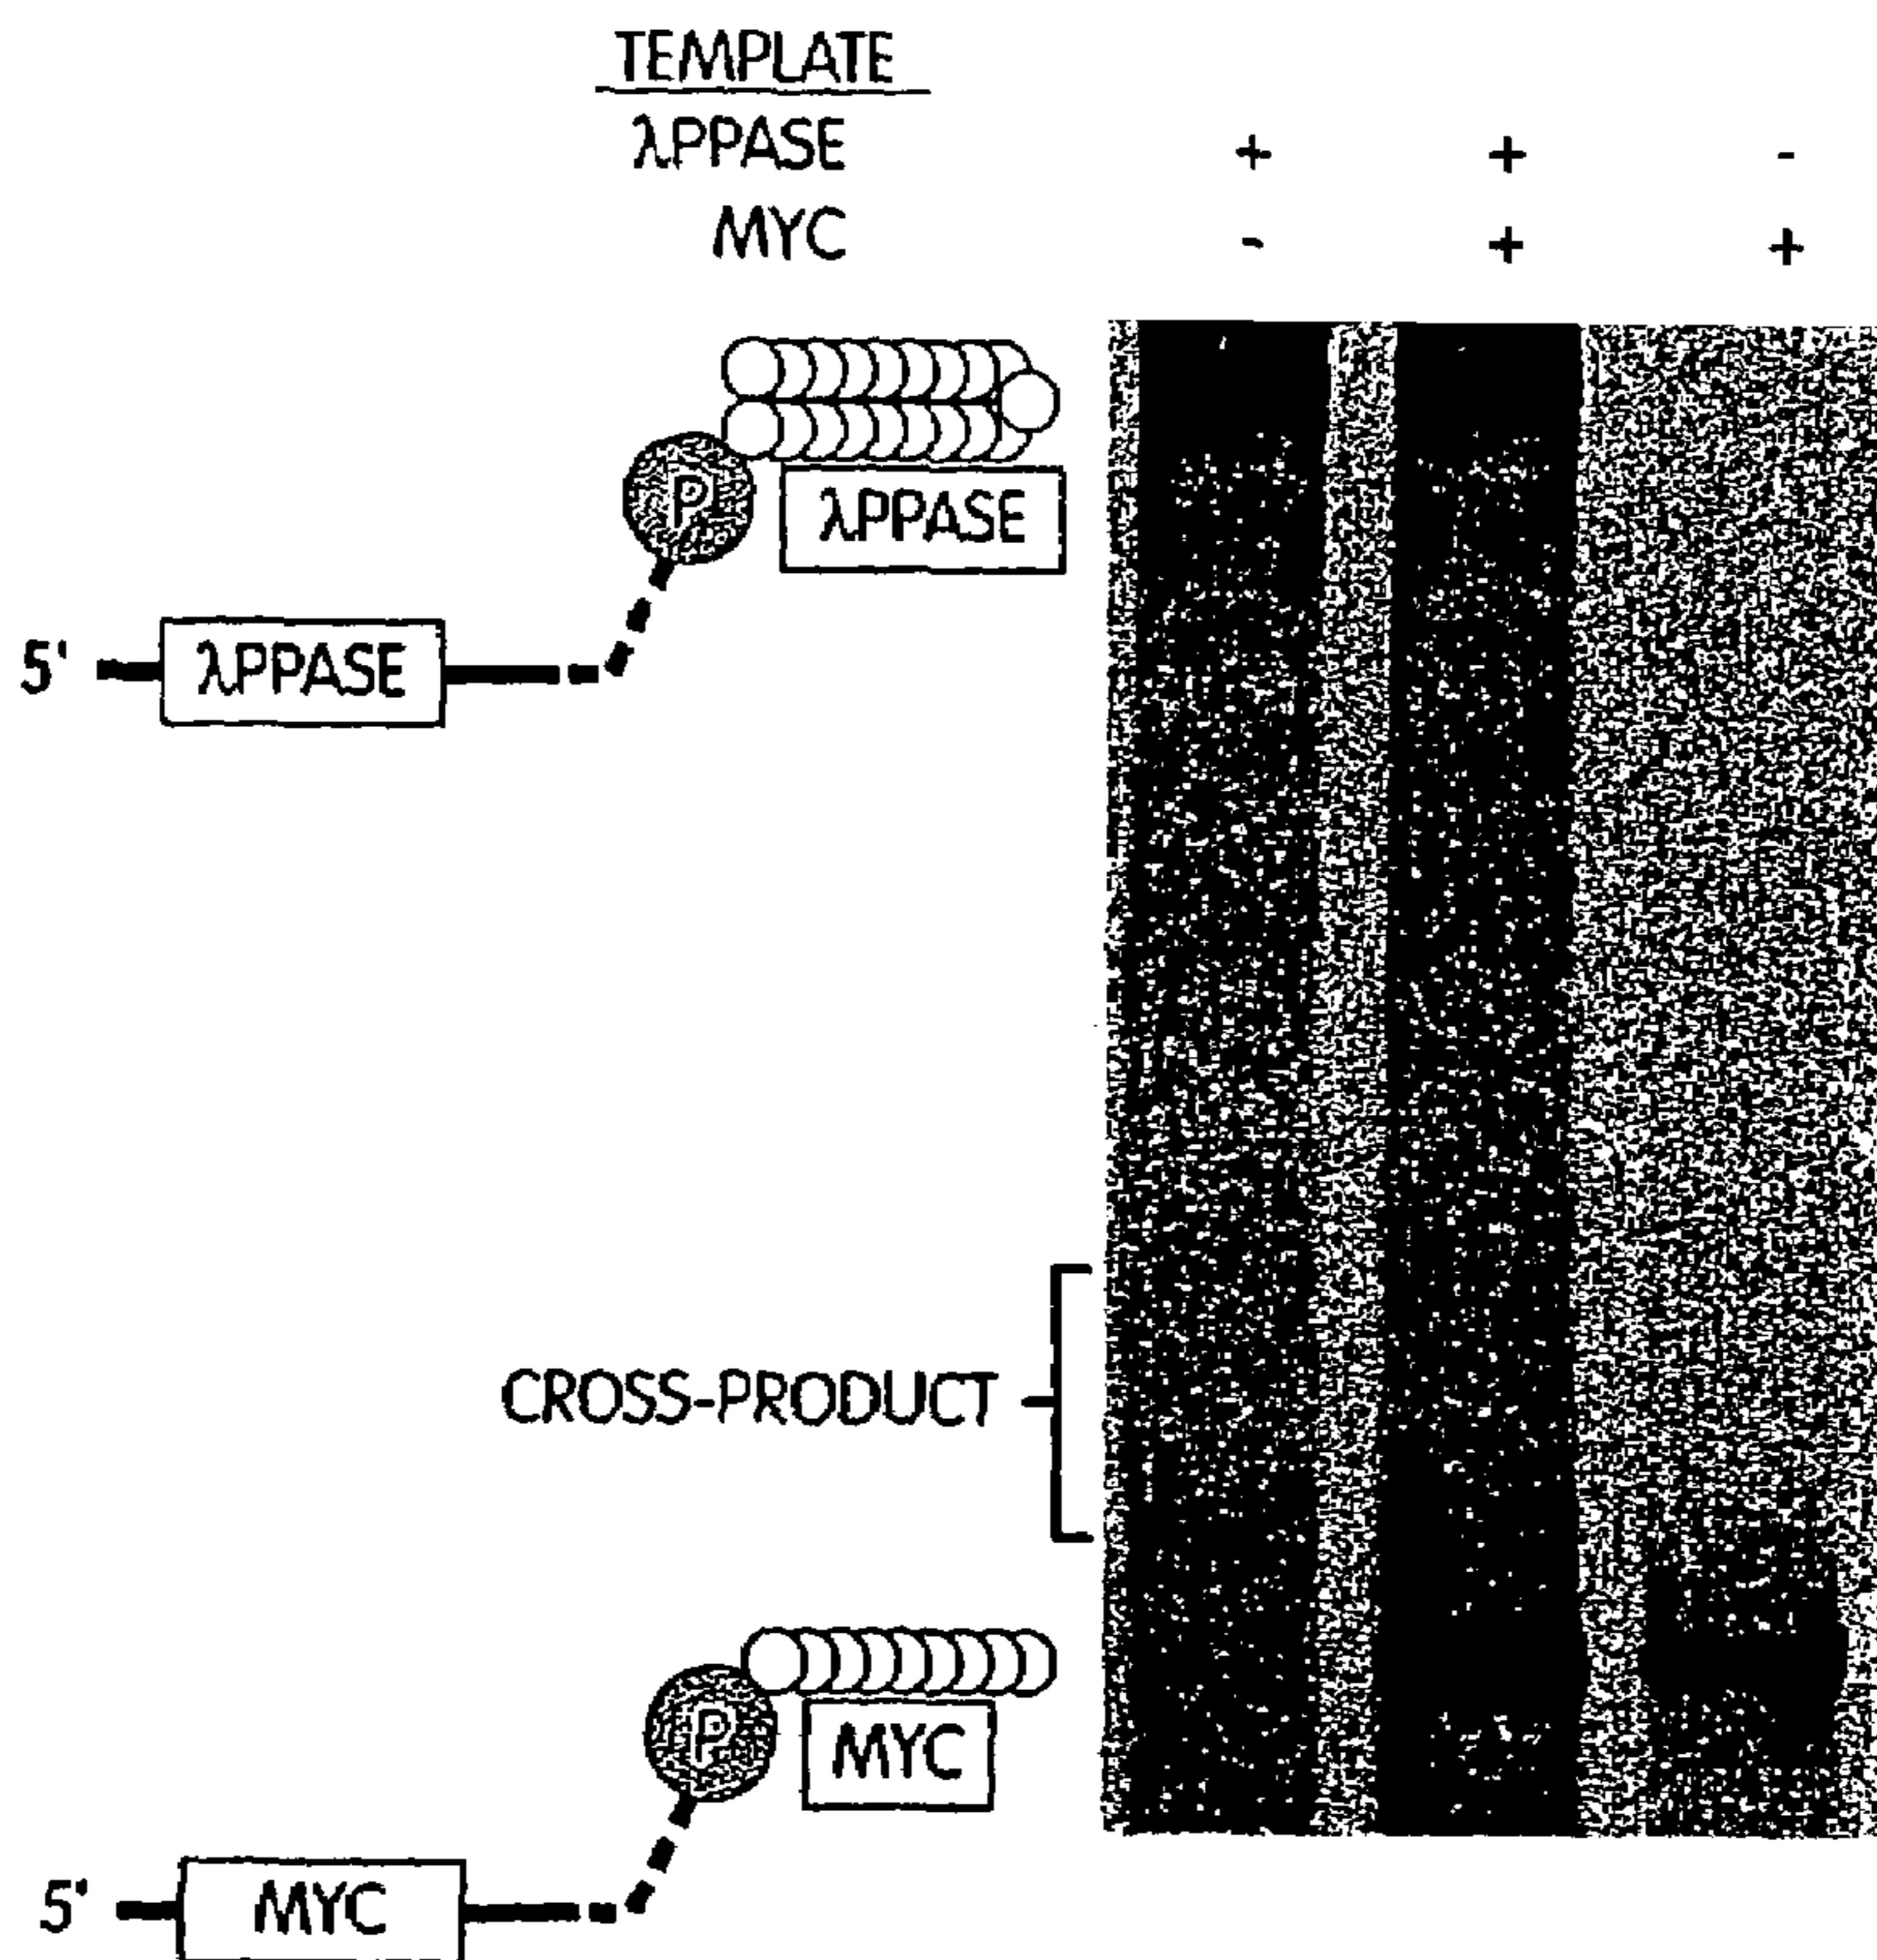 TEMPLATE
λPPASE + + -
MYC - + +
P
λPPASE
5' λPPASE
CROSS-PRODUCT
P
MYC
5' MYC